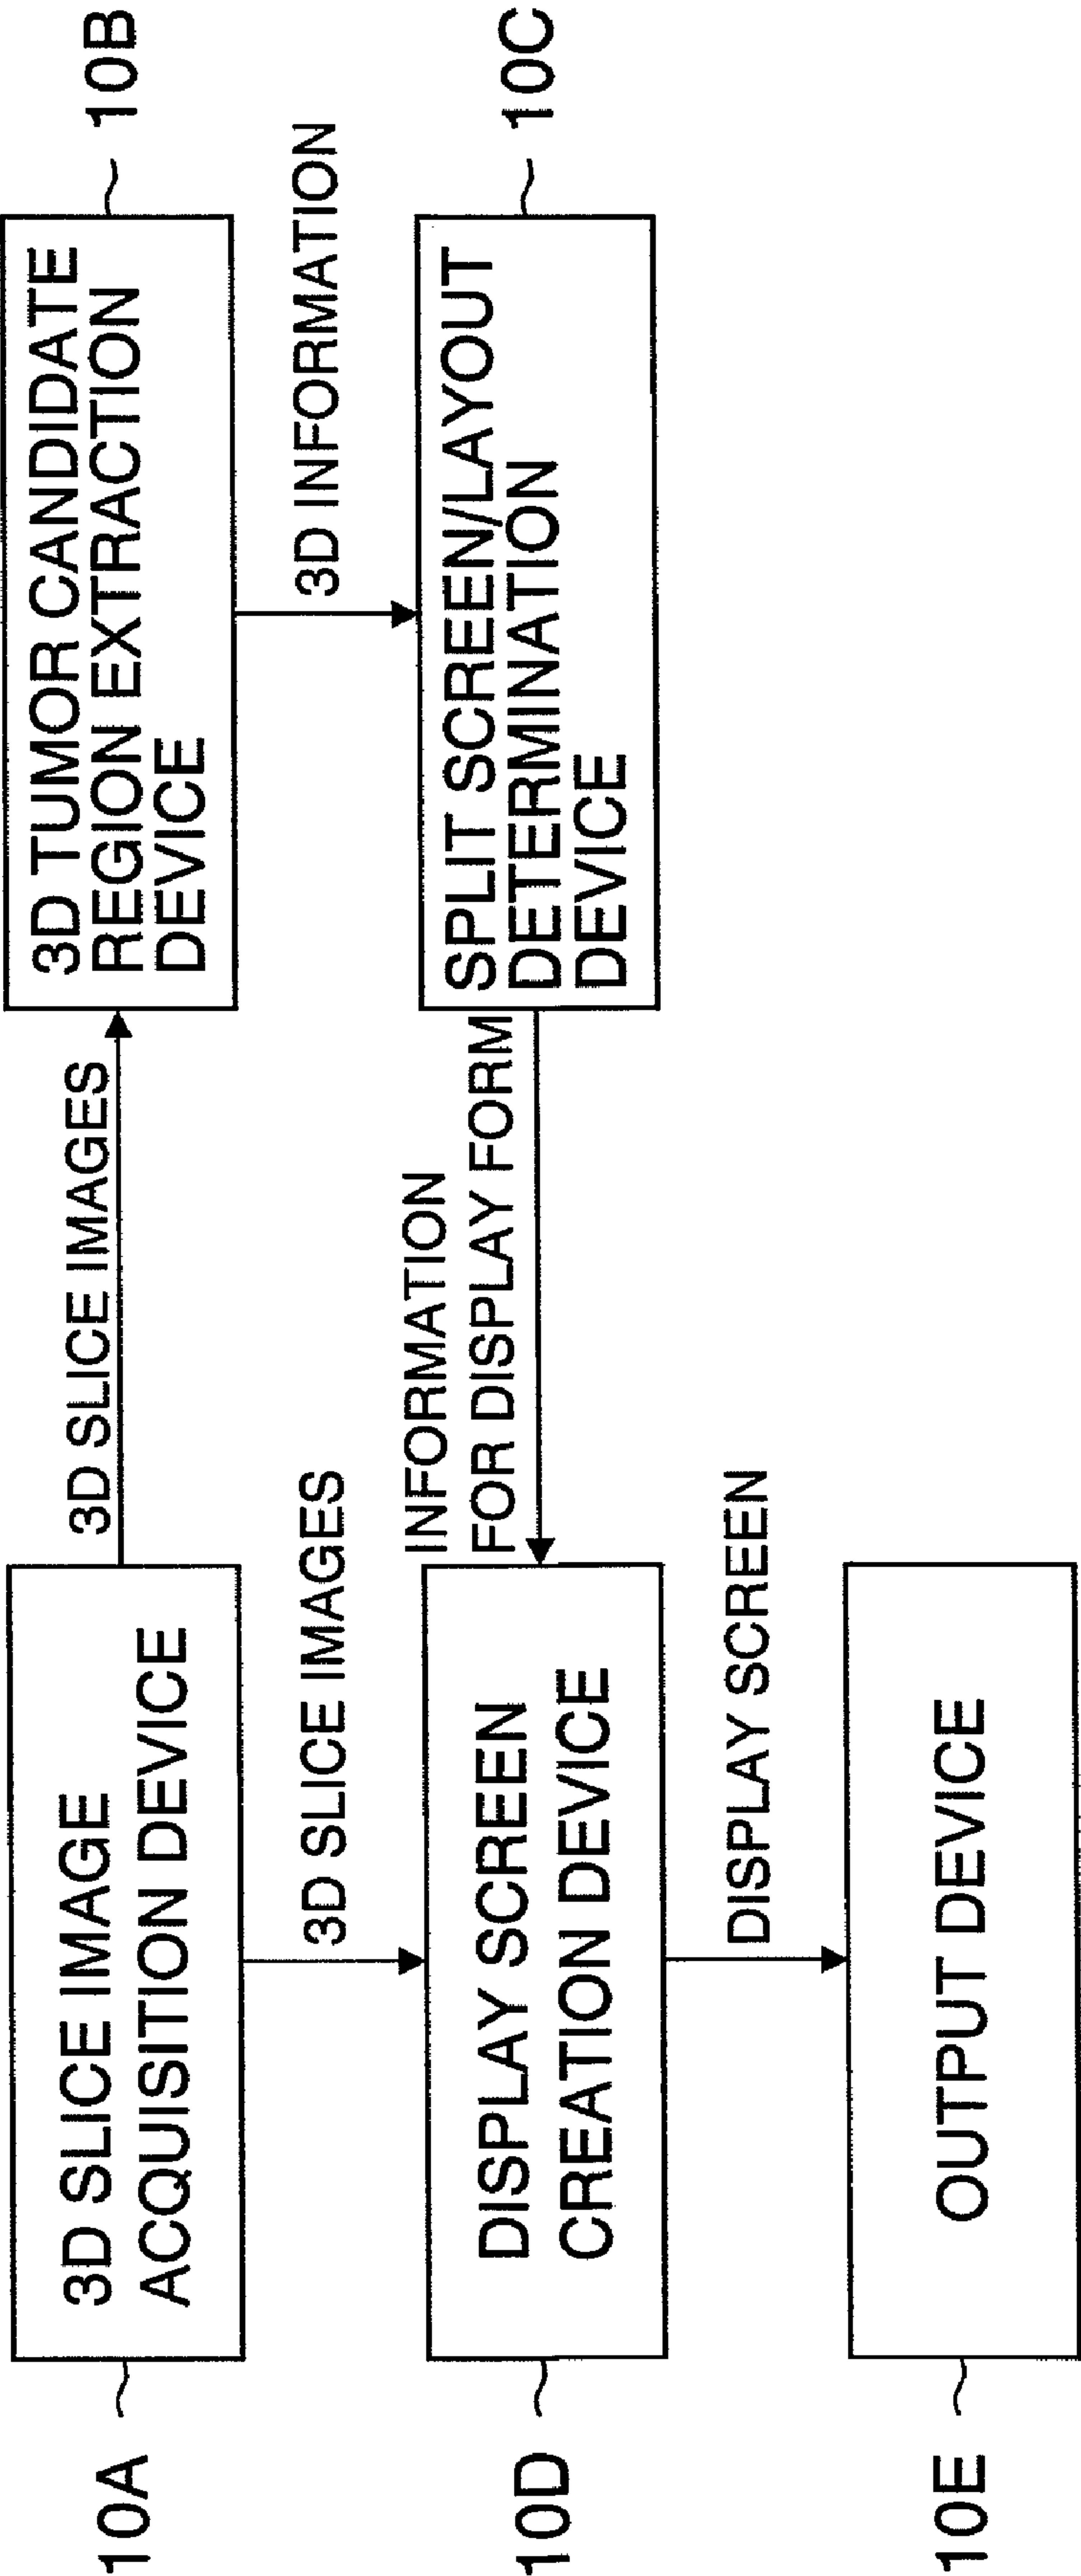 10A
3D SLICE IMAGE
ACQUISITION DEVICE
3D SLICE IMAGES
3D TUMOR CANDIDATE
REGION EXTRACTION
DEVICE
10B
3D SLICE IMAGES
3D INFORMATION
10D
DISPLAY SCREEN
CREATION DEVICE
INFORMATION
FOR DISPLAY FORM
SPLIT SCREEN/LAYOUT
DETERMINATION
DEVICE
10C
DISPLAY SCREEN
10E
OUTPUT DEVICE